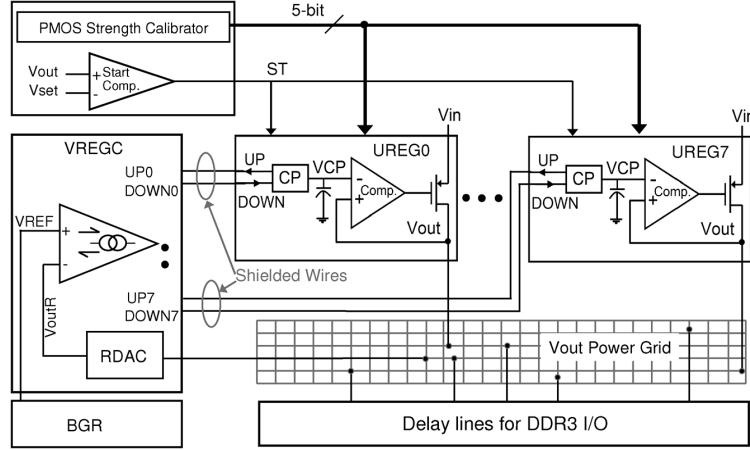 5-bit
PMOS Strength Calibrator
Vout
Vset
+
-
Start
Comp.
ST
Vin
Vin
VREGC
UP0
DOWN0
UREG0
UP
DOWN
CP
VCP
-
+
Comp.
Vout
UREG7
UP
DOWN
CP
VCP
-
+
Comp.
Vout
VREF
+
-
VoutR
Shielded Wires
UP7
DOWN7
RDAC
Vout Power Grid
BGR
Delay lines for DDR3 I/O